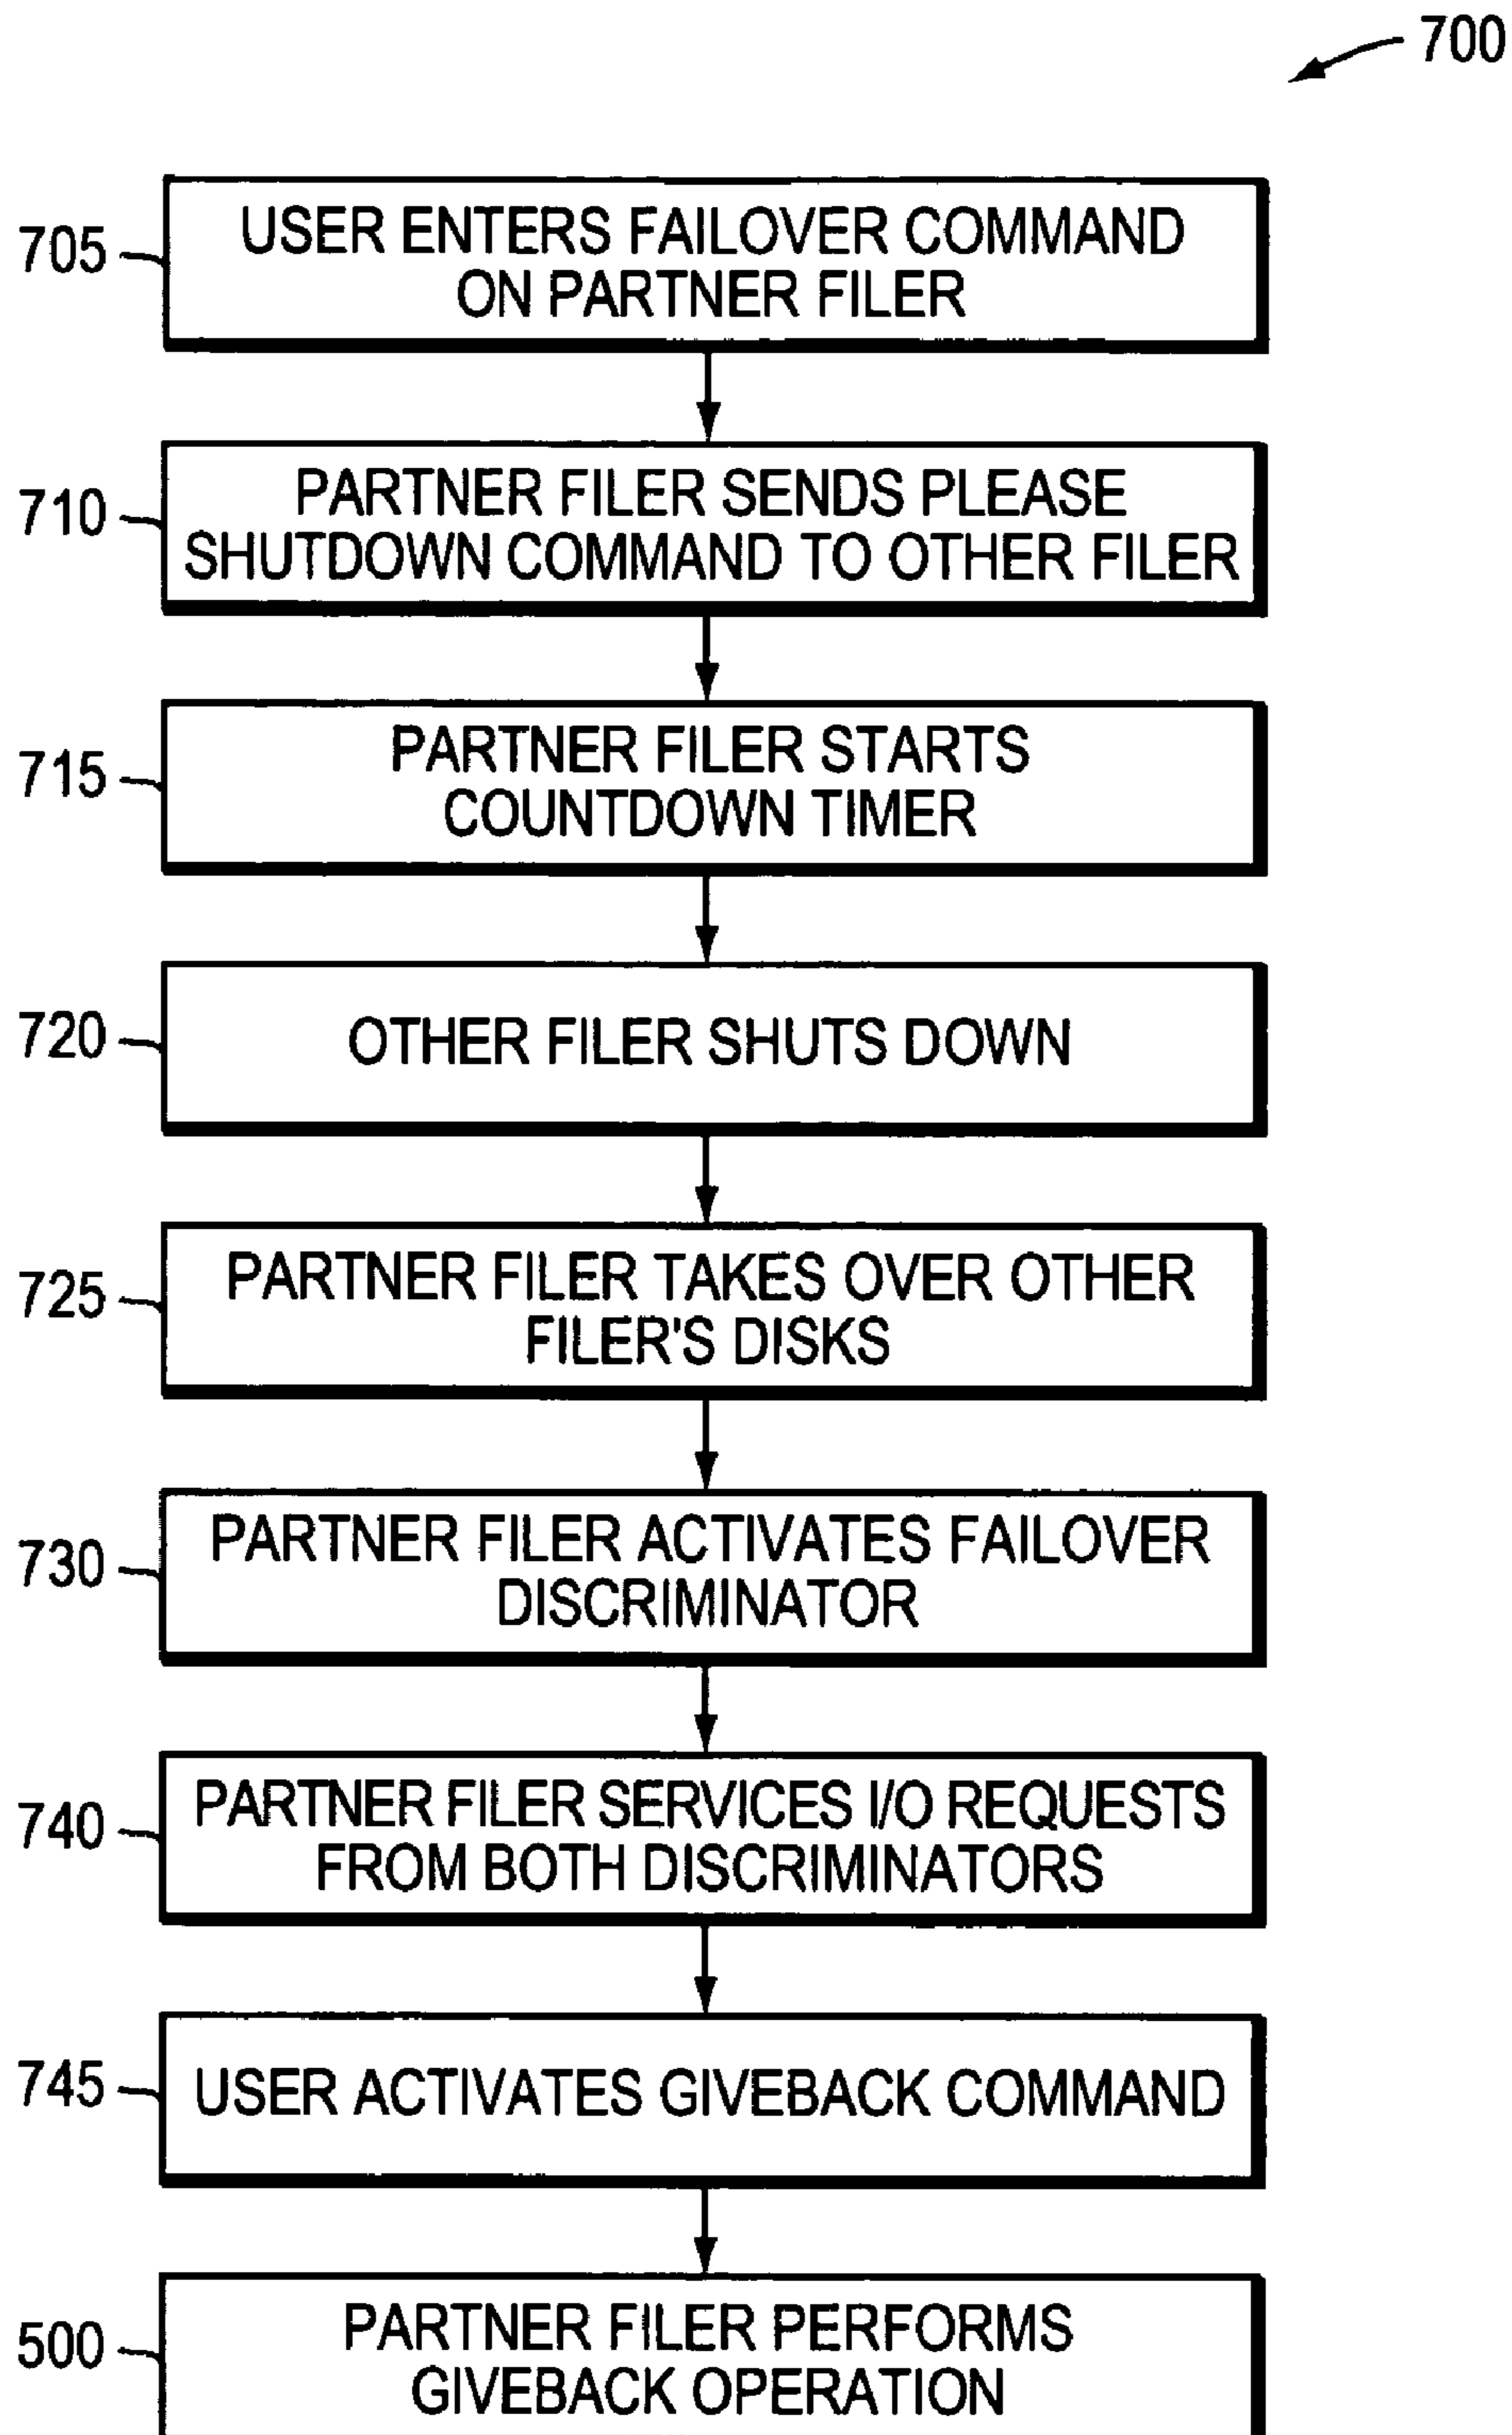 700
705
USER ENTERS FAILOVER COMMAND
ON PARTNER FILER
710
PARTNER FILER SENDS PLEASE
SHUTDOWN COMMAND TO OTHER FILER
715
PARTNER FILER STARTS
COUNTDOWN TIMER
720
OTHER FILER SHUTS DOWN
725
PARTNER FILER TAKES OVER OTHER
FILER'S DISKS
730
PARTNER FILER ACTIVATES FAILOVER
DISCRIMINATOR
740
PARTNER FILER SERVICES I/O REQUESTS
FROM BOTH DISCRIMINATORS
745
USER ACTIVATES GIVEBACK COMMAND
500
PARTNER FILER PERFORMS
GIVEBACK OPERATION